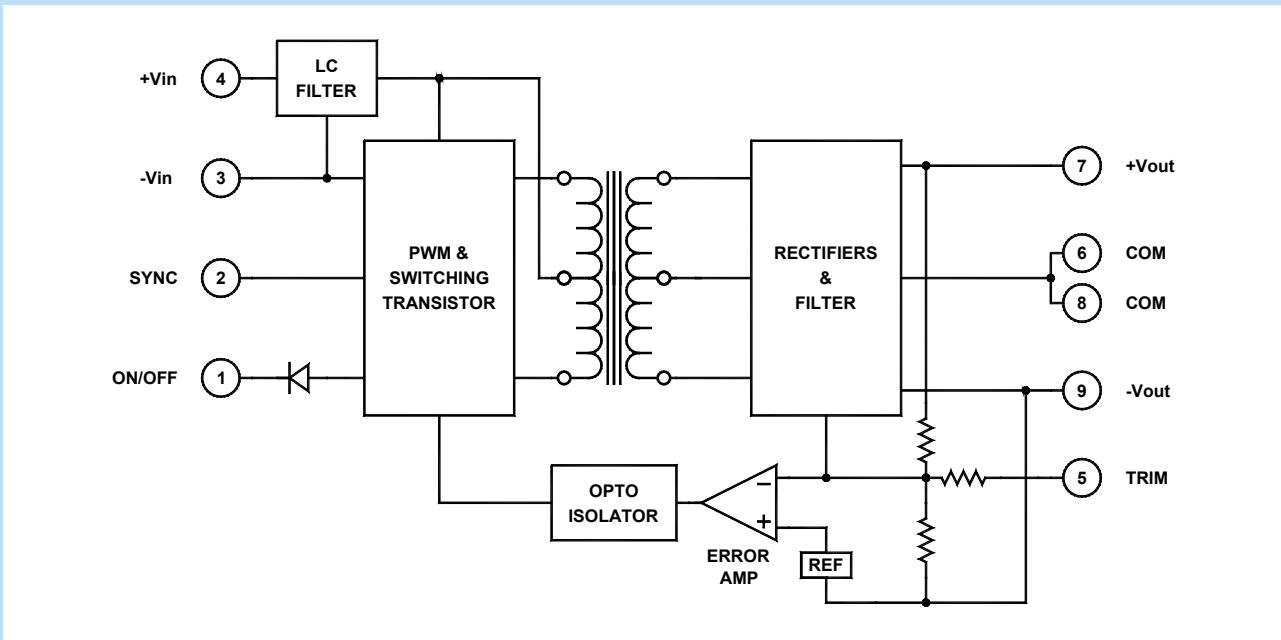 +Vin
4
LC
FILTER
-Vin
3
SYNC
2
ON/OFF
1
PWM &
SWITCHING
TRANSISTOR
RECTIFIERS
&
FILTER
7
+Vout
6
COM
8
COM
9
-Vout
5
TRIM
OPTO
ISOLATOR
−
+
ERROR
AMP
REF